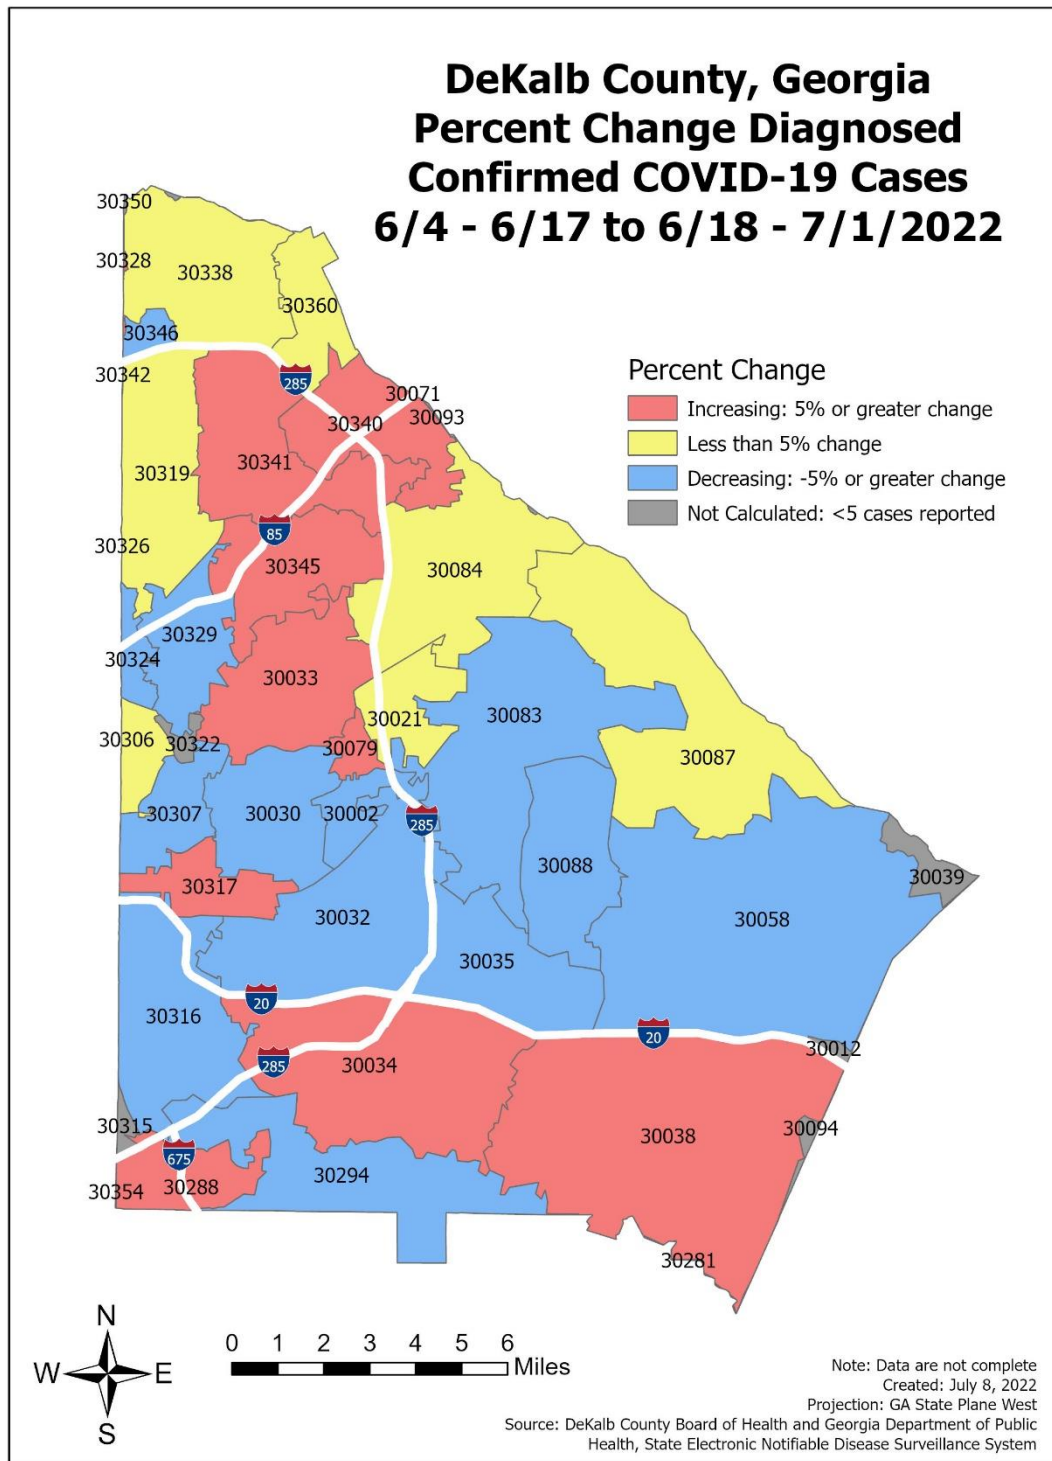 DeKalb County, Georgia
Percent Change Diagnosed
Confirmed COVID-19 Cases
6/4 - 6/17 to 6/18 - 7/1/2022
30350
30328
30338
30360
30346
30342
285
30071
30093
30340
30341
30319
85
30326
30345
30084
30329
30324
30033
30083
30021
30306
30322
30079
30087
30307
30030
30002
285
30088
30317
30039
30032
30058
30035
20
30316
20
30012
285
30034
30315
30038
30094
675
30294
30354
30288
30281
Percent Change
Increasing: 5% or greater change
Less than 5% change
Decreasing: -5% or greater change
Not Calculated: <5 cases reported
N
W
E
S
0 1 2 3 4 5 6
Miles
Note: Data are not complete
Created: July 8, 2022
Projection: GA State Plane West
Source: DeKalb County Board of Health and Georgia Department of Public
Health, State Electronic Notifiable Disease Surveillance System